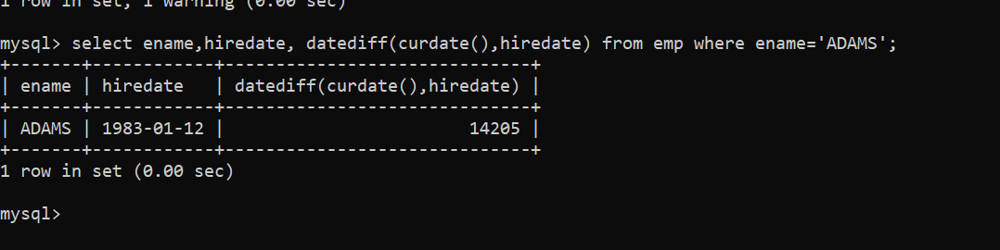 1 row in set, 1 warning (0.00 sec)
mysql> select ename,hiredate, datediff(curdate(),hiredate) from emp where ename='ADAMS';
+-------+------------+------------------------------+
| ename | hiredate   | datediff(curdate(),hiredate) |
+-------+------------+------------------------------+
| ADAMS | 1983-01-12 |                        14205 |
+-------+------------+------------------------------+
1 row in set (0.00 sec)
mysql>